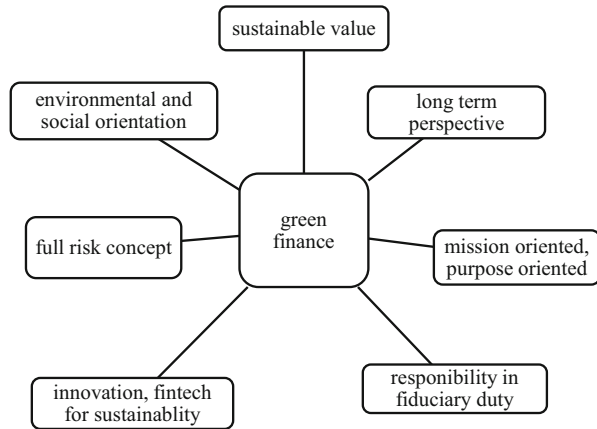 sustainable value
environmental and
social orientation
long term
perspective
green
finance
full risk concept
mission oriented,
purpose oriented
innovation, fintech
for sustainablity
responibility in
fiduciary duty